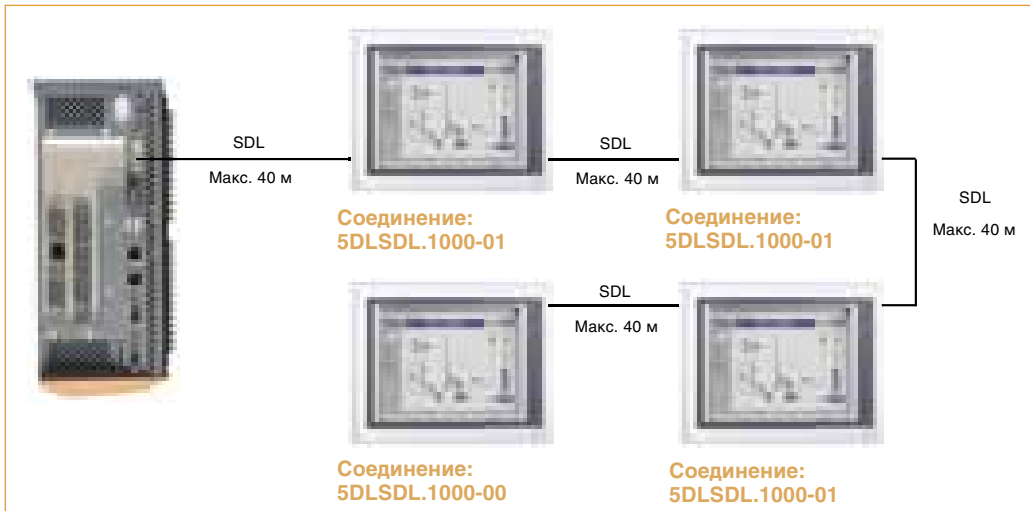 SDL
Макс. 40 м
SDL
Макс. 40 м
Соединение:
5DLSDL.1000-01
Соединение:
5DLSDL.1000-01
SDL
Макс. 40 м
SDL
Макс. 40 м
Соединение:
5DLSDL.1000-00
Соединение:
5DLSDL.1000-01